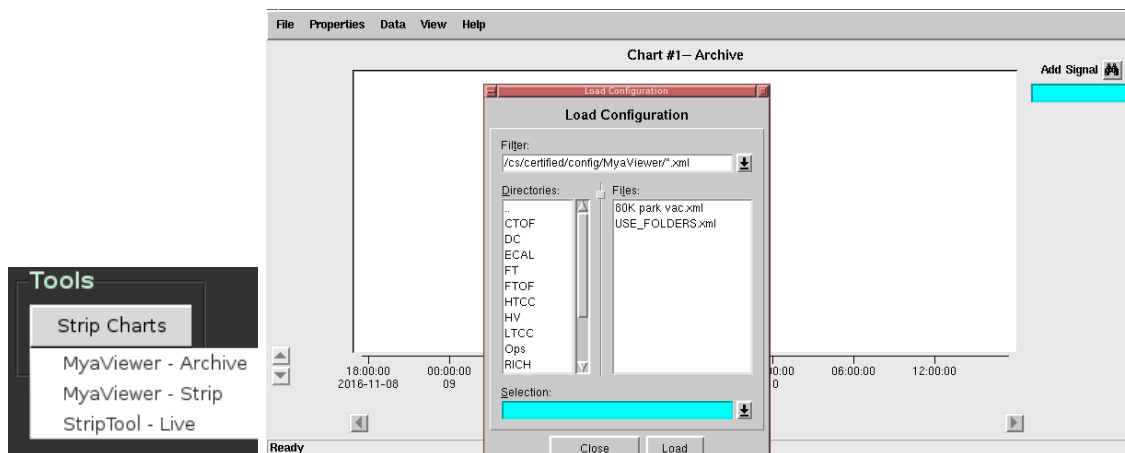 Tools
Strip Charts
MyaViewer - Archive
MyaViewer - Strip
StripTool - Live
File Properties Data View Help
Chart #1– Archive
Add Signal
Load Configuration
Load Configuration
Filter:
/cs/certified/config/MyaViewer/*.xml
Directories:
..
CTOF
DC
ECAL
FT
FTOF
HTCC
HV
LTCC
Ops
RICH
Files:
80K park vac.xml
USE_FOLDERS.xml
Selection:
Close Load
18:00:00 00:00:00 06:00:00 12:00:00
2016-11-08 09
Ready